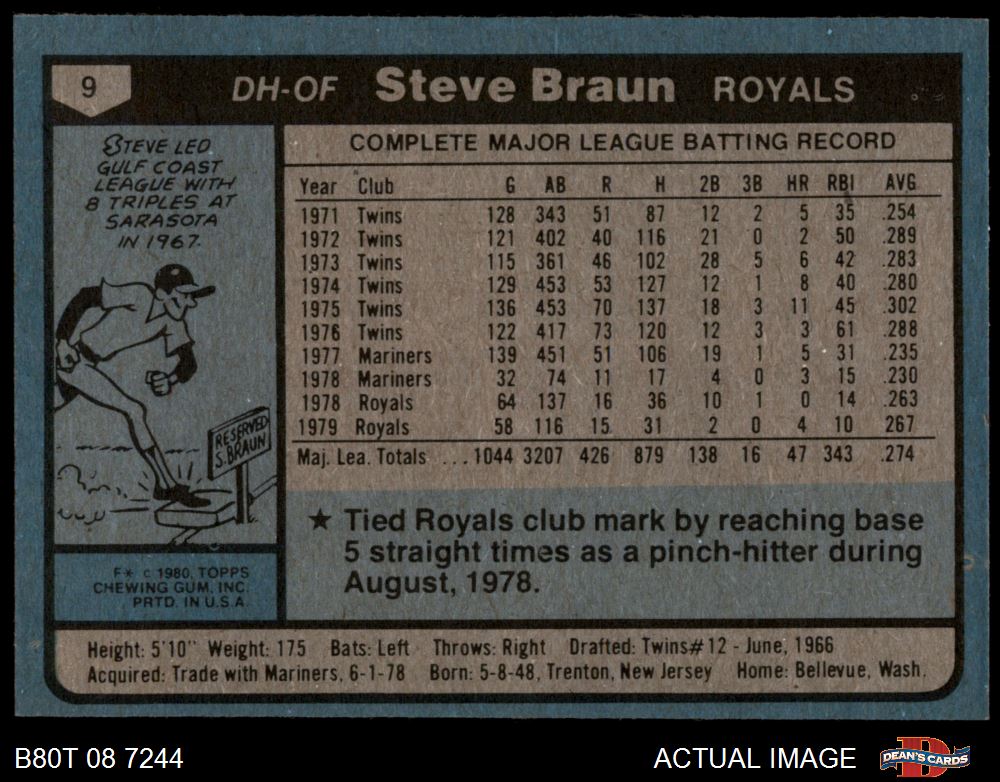 9 DH-OF Steve Braun ROYALS
STEVE LED
GULF COAST
LEAGUE WITH
8 TRIPLES AT
SARASOTA
IN 1967.
RESERVED
S. BRAUN
F* © 1980, TOPPS
CHEWING GUM, INC.
PRTD. IN U.S.A.
COMPLETE MAJOR LEAGUE BATTING RECORD
Year Club G AB R H 2B 3B HR RBI AVG
1971 Twins 128 343 51 87 12 2 5 35 .254
1972 Twins 121 402 40 116 21 0 2 50 .289
1973 Twins 115 361 46 102 28 5 6 42 .283
1974 Twins 129 453 53 127 12 1 8 40 .280
1975 Twins 136 453 70 137 18 3 11 45 .302
1976 Twins 122 417 73 120 12 3 3 61 .288
1977 Mariners 139 451 51 106 19 1 5 31 .235
1978 Mariners 32 74 11 17 4 0 3 15 .230
1978 Royals 64 137 16 36 10 1 0 14 .263
1979 Royals 58 116 15 31 2 0 4 10 .267
Maj. Lea. Totals ...1044 3207 426 879 138 16 47 343 .274
★ Tied Royals club mark by reaching base
5 straight times as a pinch-hitter during
August, 1978.
Height: 5'10" Weight: 175 Bats: Left Throws: Right Drafted: Twins#12 - June, 1966
Acquired: Trade with Mariners, 6-1-78 Born: 5-8-48, Trenton, New Jersey Home: Bellevue, Wash.
B80T 08 7244 ACTUAL IMAGE DEAN'S CARDS